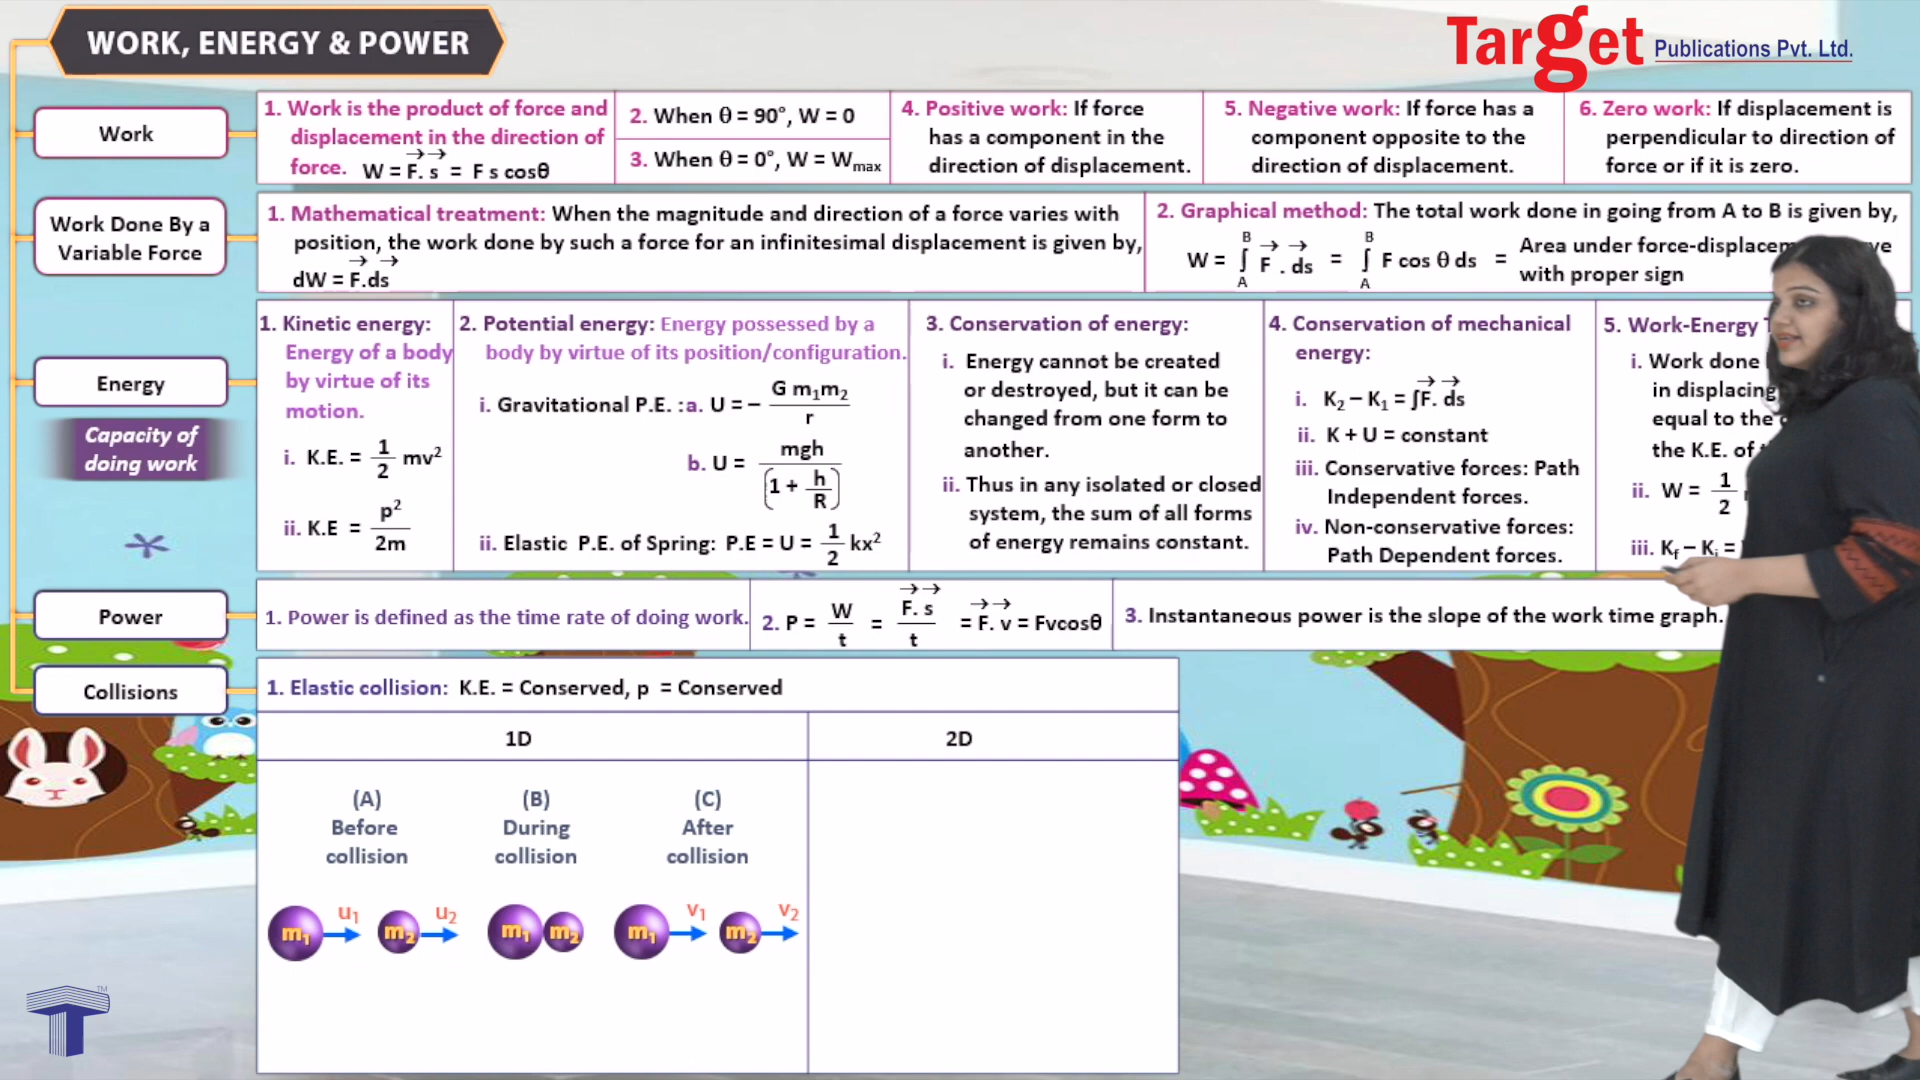 WORK, ENERGY & POWER
Target Publications Pvt. Ltd.
Work
1. Work is the product of force and
displacement in the direction of
force. W = F⃗. s⃗ = F s cosθ
2. When θ = 90°, W = 0
3. When θ = 0°, W = Wmax
4. Positive work: If force
has a component in the
direction of displacement.
5. Negative work: If force has a
component opposite to the
direction of displacement.
6. Zero work: If displacement is
perpendicular to direction of
force or if it is zero.
Work Done By a
Variable Force
1. Mathematical treatment: When the magnitude and direction of a force varies with
position, the work done by such a force for an infinitesimal displacement is given by,
dW = F⃗.ds⃗
2. Graphical method: The total work done in going from A to B is given by,
W = ∫_A^B F⃗ . ds⃗ = ∫_A^B F cos θ ds = Area under
with proper sign
Energy
Capacity of
doing work
1. Kinetic energy:
Energy of a body
by virtue of its
motion.
i. K.E. = 1/2 mv²
ii. K.E = p²/2m
2. Potential energy: Energy possessed by a
body by virtue of its position/configuration.
i. Gravitational P.E. :a. U = − G m₁m₂/r
b. U = mgh/(1 + h/R)
ii. Elastic P.E. of Spring: P.E = U = 1/2 kx²
3. Conservation of energy:
i. Energy cannot be created
or destroyed, but it can be
changed from one form to
another.
ii. Thus in any isolated or closed
system, the sum of all forms
of energy remains constant.
4. Conservation of mechanical
energy:
i. K₂ − K₁ = ∫F⃗. ds⃗
ii. K + U = constant
iii. Conservative forces: Path
Independent forces.
iv. Non-conservative forces:
Path Dependent forces.
5. Work-Energy
i. Work done
in displacing
equal to the
the K.E. of
ii. W = 1/2
iii. Kf − Ki =
Power
1. Power is defined as the time rate of doing work.
2. P = W/t = F⃗. s⃗/t = F⃗. v⃗ = Fvcosθ
3. Instantaneous power is the slope of the work time graph.
Collisions
1. Elastic collision: K.E. = Conserved, p = Conserved
1D
2D
(A)
Before
collision
(B)
During
collision
(C)
After
collision
m₁ u₁ m₂ u₂
m₁ m₂
m₁ v₁ m₂ v₂
T TM